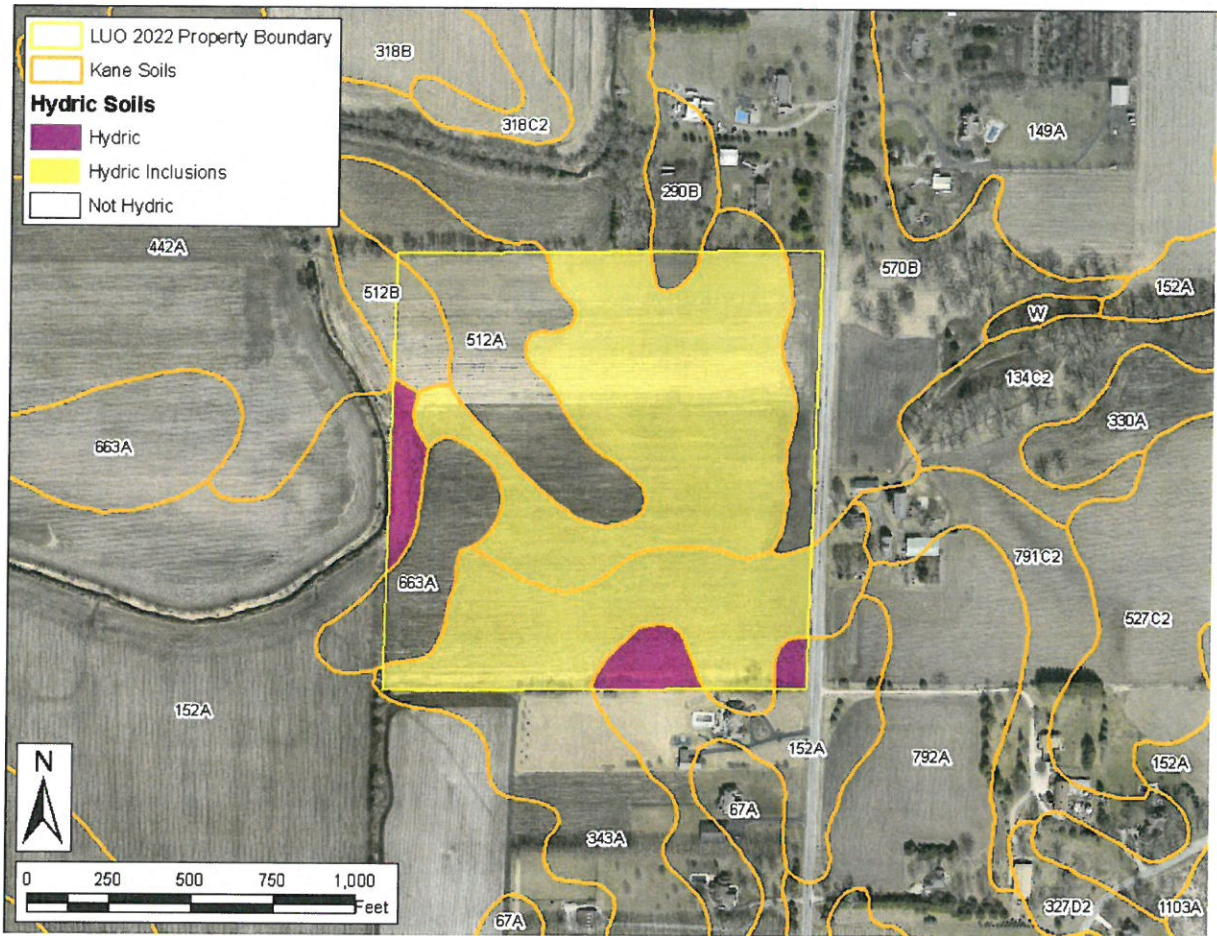 LUO 2022 Property Boundary
Kane Soils
Hydric Soils
Hydric
Hydric Inclusions
Not Hydric
318B
318C2
149A
290B
442A
570B
512B
152A
W
512A
134C2
330A
663A
791C2
663A
527C2
152A
152A
792A
152A
67A
343A
N
0 250 500 750 1,000
Feet
67A
327D2
1103A